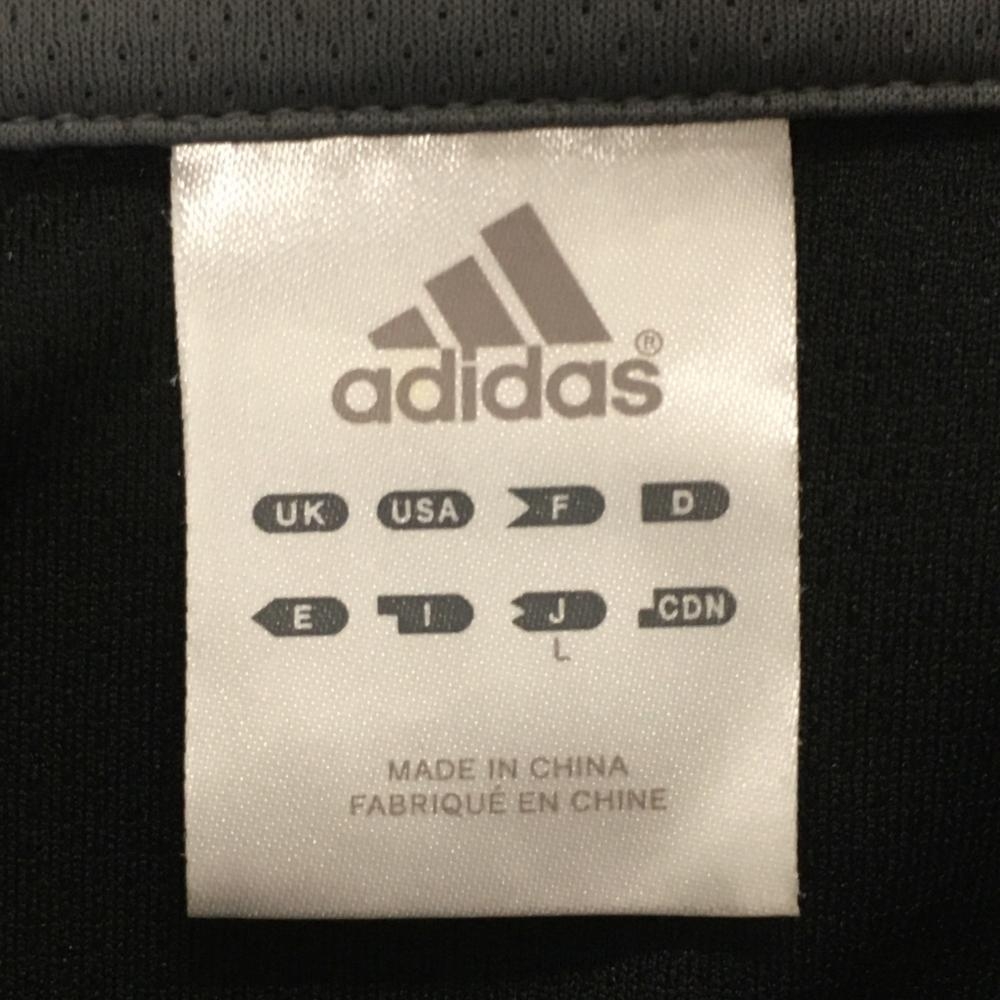 adidas®
UK USA F D
E I J CDN
L
MADE IN CHINA
FABRIQUÉ EN CHINE